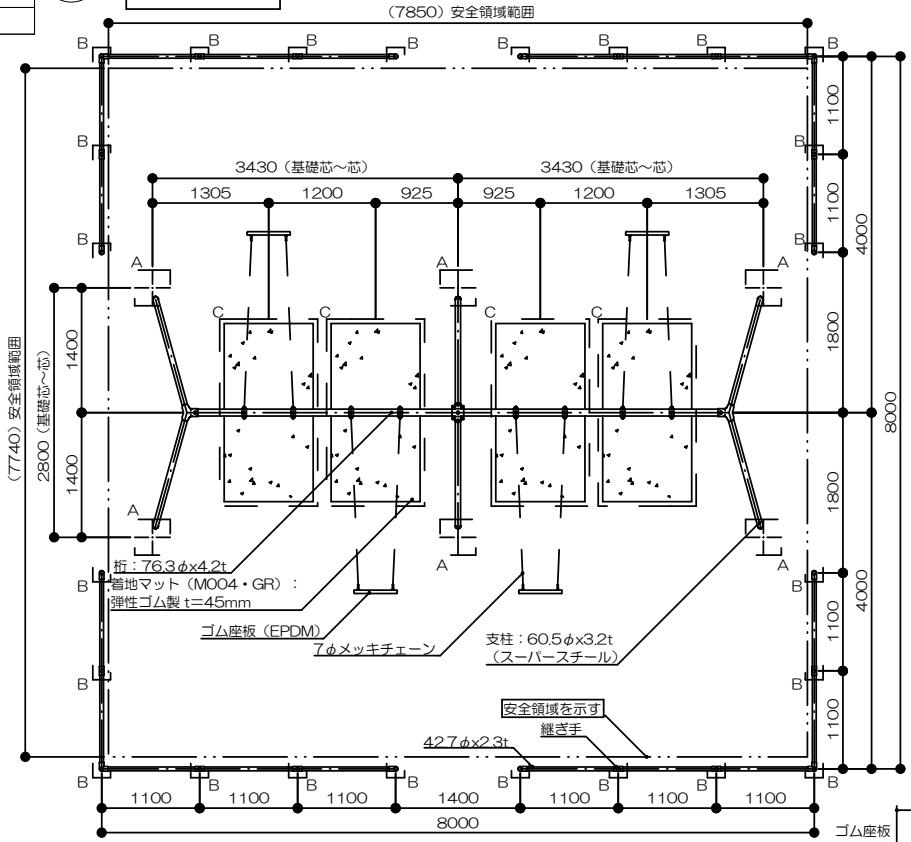 (7850) 安全領域範囲
B B B B B B B B
3430 (基礎芯～芯) 3430 (基礎芯～芯)
1305 1200 925 925 1200 1305
1100
1100
4000
1800
8000
1800
1100
4000
1100
B B
B B
A A A
C C C C
(7740) 安全領域範囲
2800 (基礎芯～芯)
1400
1400
A A A
桁：76.3φx4.2t
着地マット (M004・GR)：
弾性ゴム製 t=45mm
ゴム座板 (EPDM)
7φメッキチェーン
支柱：60.5φx3.2t
(スーパースチール)
B
B B
安全領域を示す
継ぎ手
42.7φx2.3t
B B B B B B B B
1100 1100 1100 1400 1100 1100 1100
8000
ゴム座板